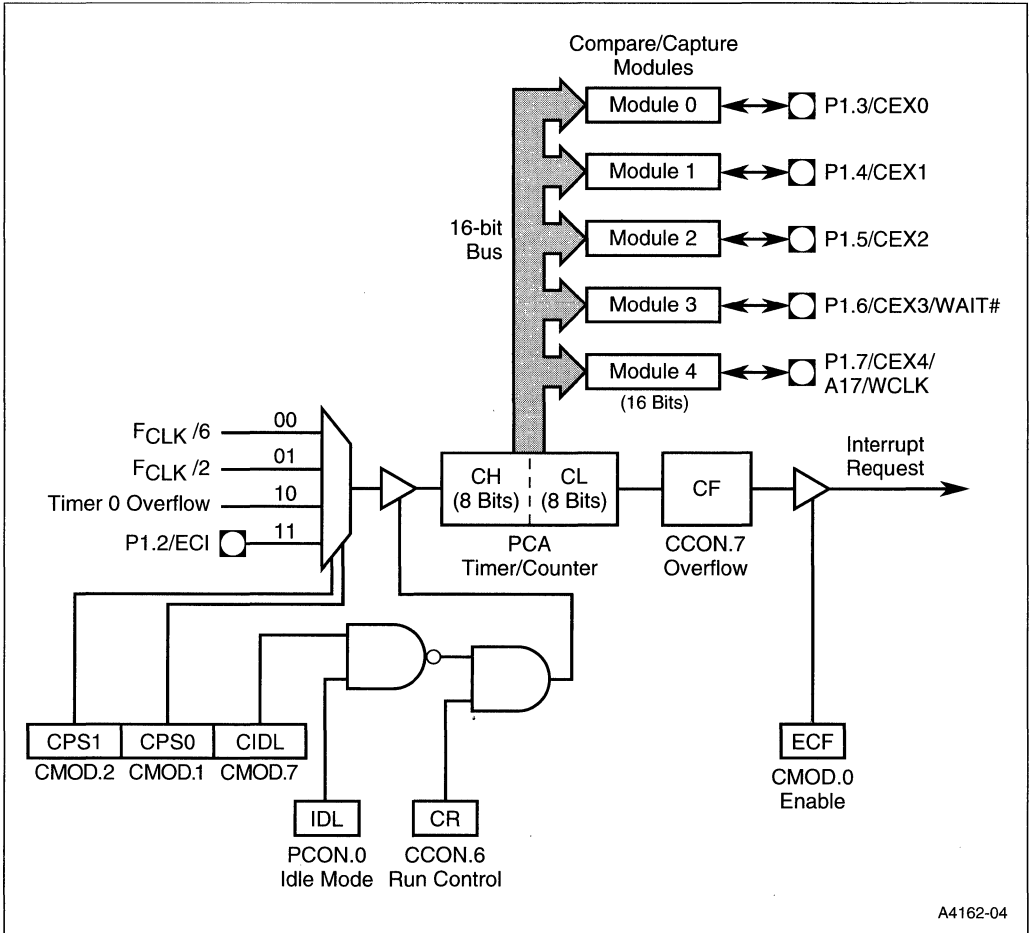 Compare/Capture
Modules
Module 0
P1.3/CEX0
Module 1
P1.4/CEX1
16-bit
Bus
Module 2
P1.5/CEX2
Module 3
P1.6/CEX3/WAIT#
Module 4
(16 Bits)
P1.7/CEX4/
A17/WCLK
FCLK /6
00
FCLK /2
01
Timer 0 Overflow
10
P1.2/ECI
11
CH
(8 Bits)
CL
(8 Bits)
PCA
Timer/Counter
CF
CCON.7
Overflow
Interrupt
Request
CPS1
CMOD.2
CPS0
CMOD.1
CIDL
CMOD.7
ECF
CMOD.0
Enable
IDL
PCON.0
Idle Mode
CR
CCON.6
Run Control
A4162-04